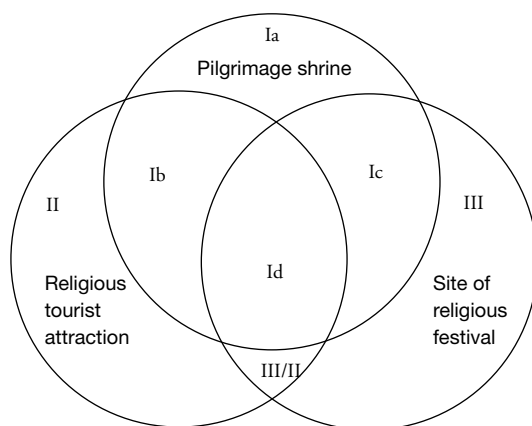 Ia
Pilgrimage shrine
Ib
Ic
II
III
Id
Religious
tourist
attraction
Site of
religious
festival
III/II